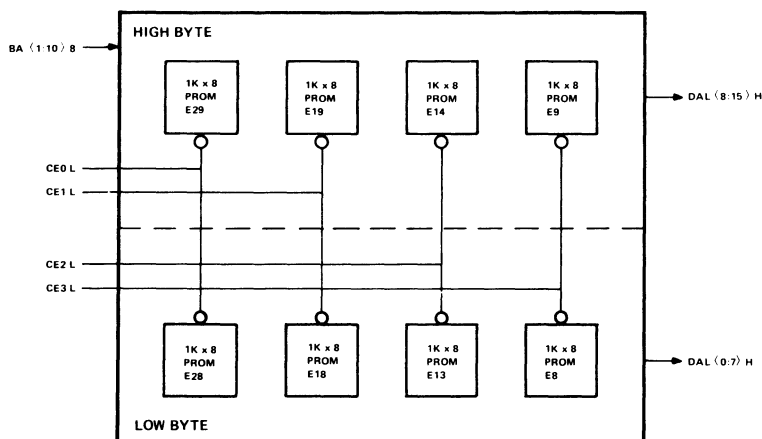 HIGH BYTE
BA ⟨1:10⟩ 8
1K x 8
PROM
E29
1K x 8
PROM
E19
1K x 8
PROM
E14
1K x 8
PROM
E9
DAL ⟨8:15⟩ H
CE0 L
CE1 L
CE2 L
CE3 L
1K x 8
PROM
E28
1K x 8
PROM
E18
1K x 8
PROM
E13
1K x 8
PROM
E8
DAL ⟨0:7⟩ H
LOW BYTE